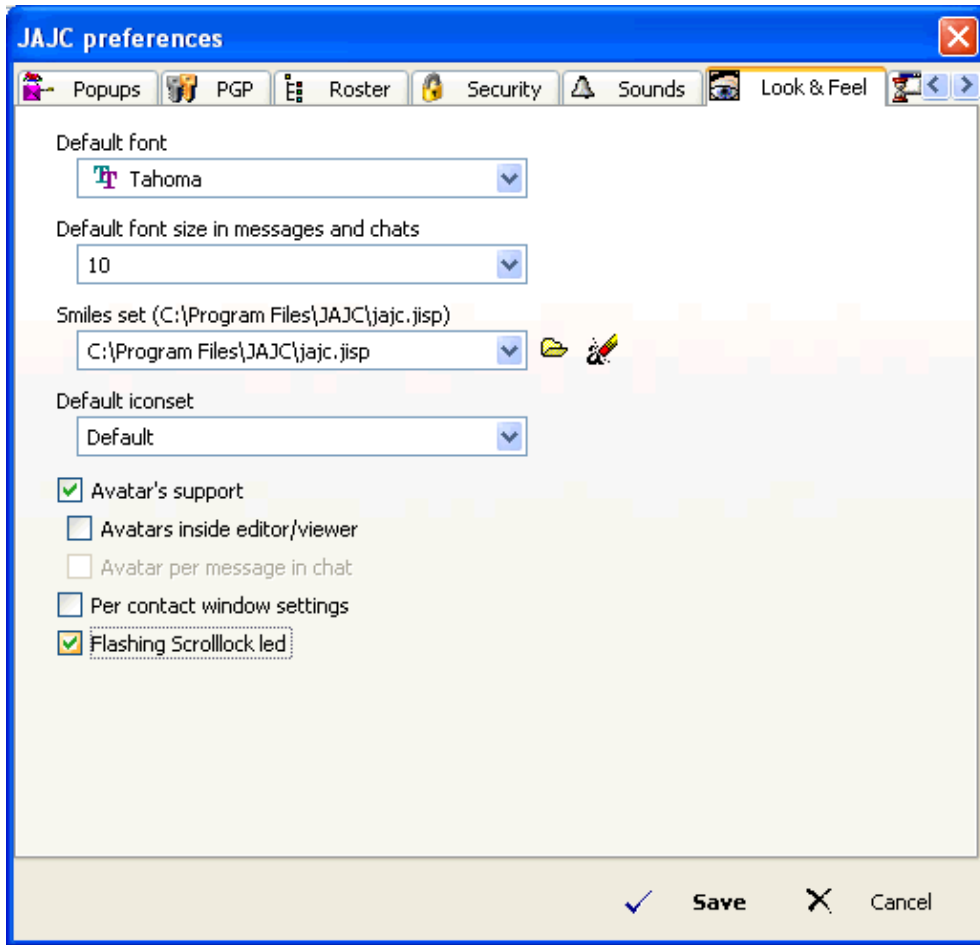 JAJC preferences
Popups PGP Roster Security Sounds Look & Feel
Default font
Tahoma
Default font size in messages and chats
10
Smiles set (C:\Program Files\JAJC\jajc.jisp)
C:\Program Files\JAJC\jajc.jisp
Default iconset
Default
Avatar's support
Avatars inside editor/viewer
Avatar per message in chat
Per contact window settings
Flashing Scrolllock led
Save Cancel